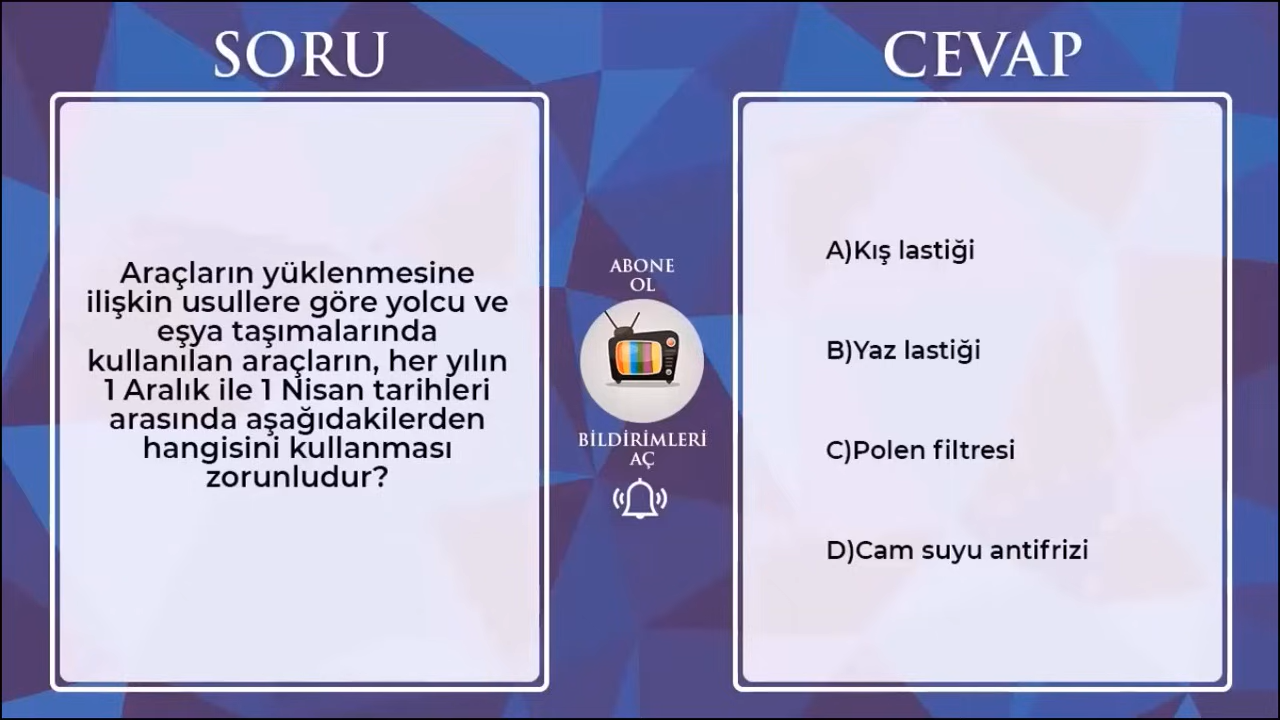 SORU
Araçların yüklenmesine
ilişkin usullere göre yolcu ve
eşya taşımalarında
kullanılan araçların, her yılın
1 Aralık ile 1 Nisan tarihleri
arasında aşağıdakilerden
hangisini kullanması
zorunludur?
ABONE
OL
BİLDİRİMLERİ
AÇ
CEVAP
A)Kış lastiği
B)Yaz lastiği
C)Polen filtresi
D)Cam suyu antifrizi